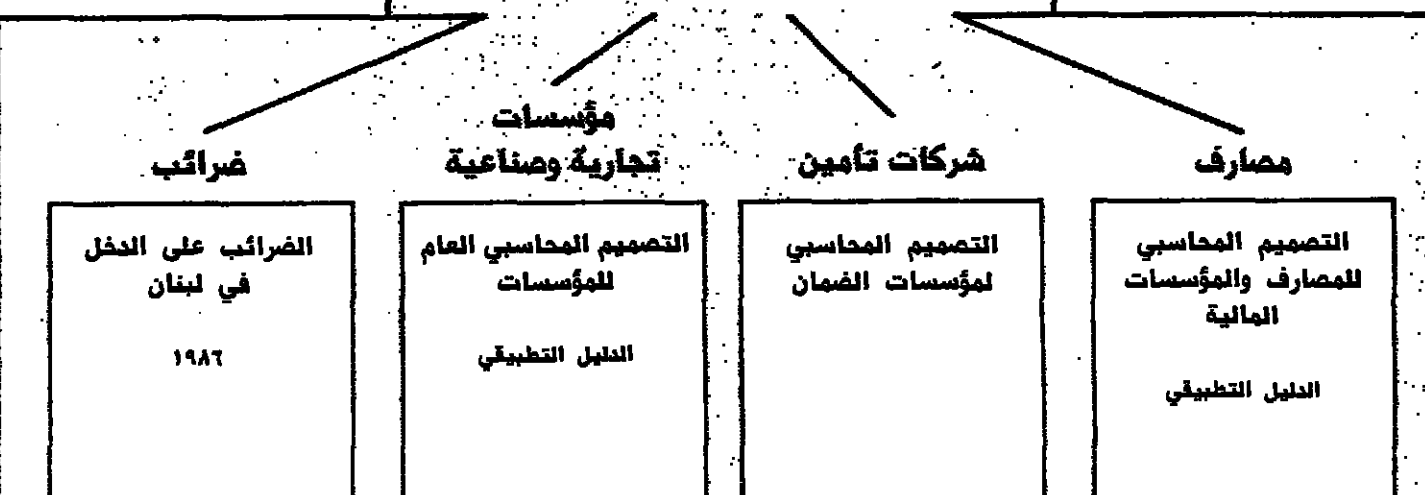 مصارف
التصميم المحاسبي
للمصارف والمؤسسات
المالية
الدليل التطبيقي
شركات تأمين
التصميم المحاسبي
لمؤسسات الضمان
مؤسسات
تجارية وصناعية
التصميم المحاسبي العام
للمؤسسات
الدليل التطبيقي
ضرائب
الضرائب على الدخل
في لبنان
١٩٨٦